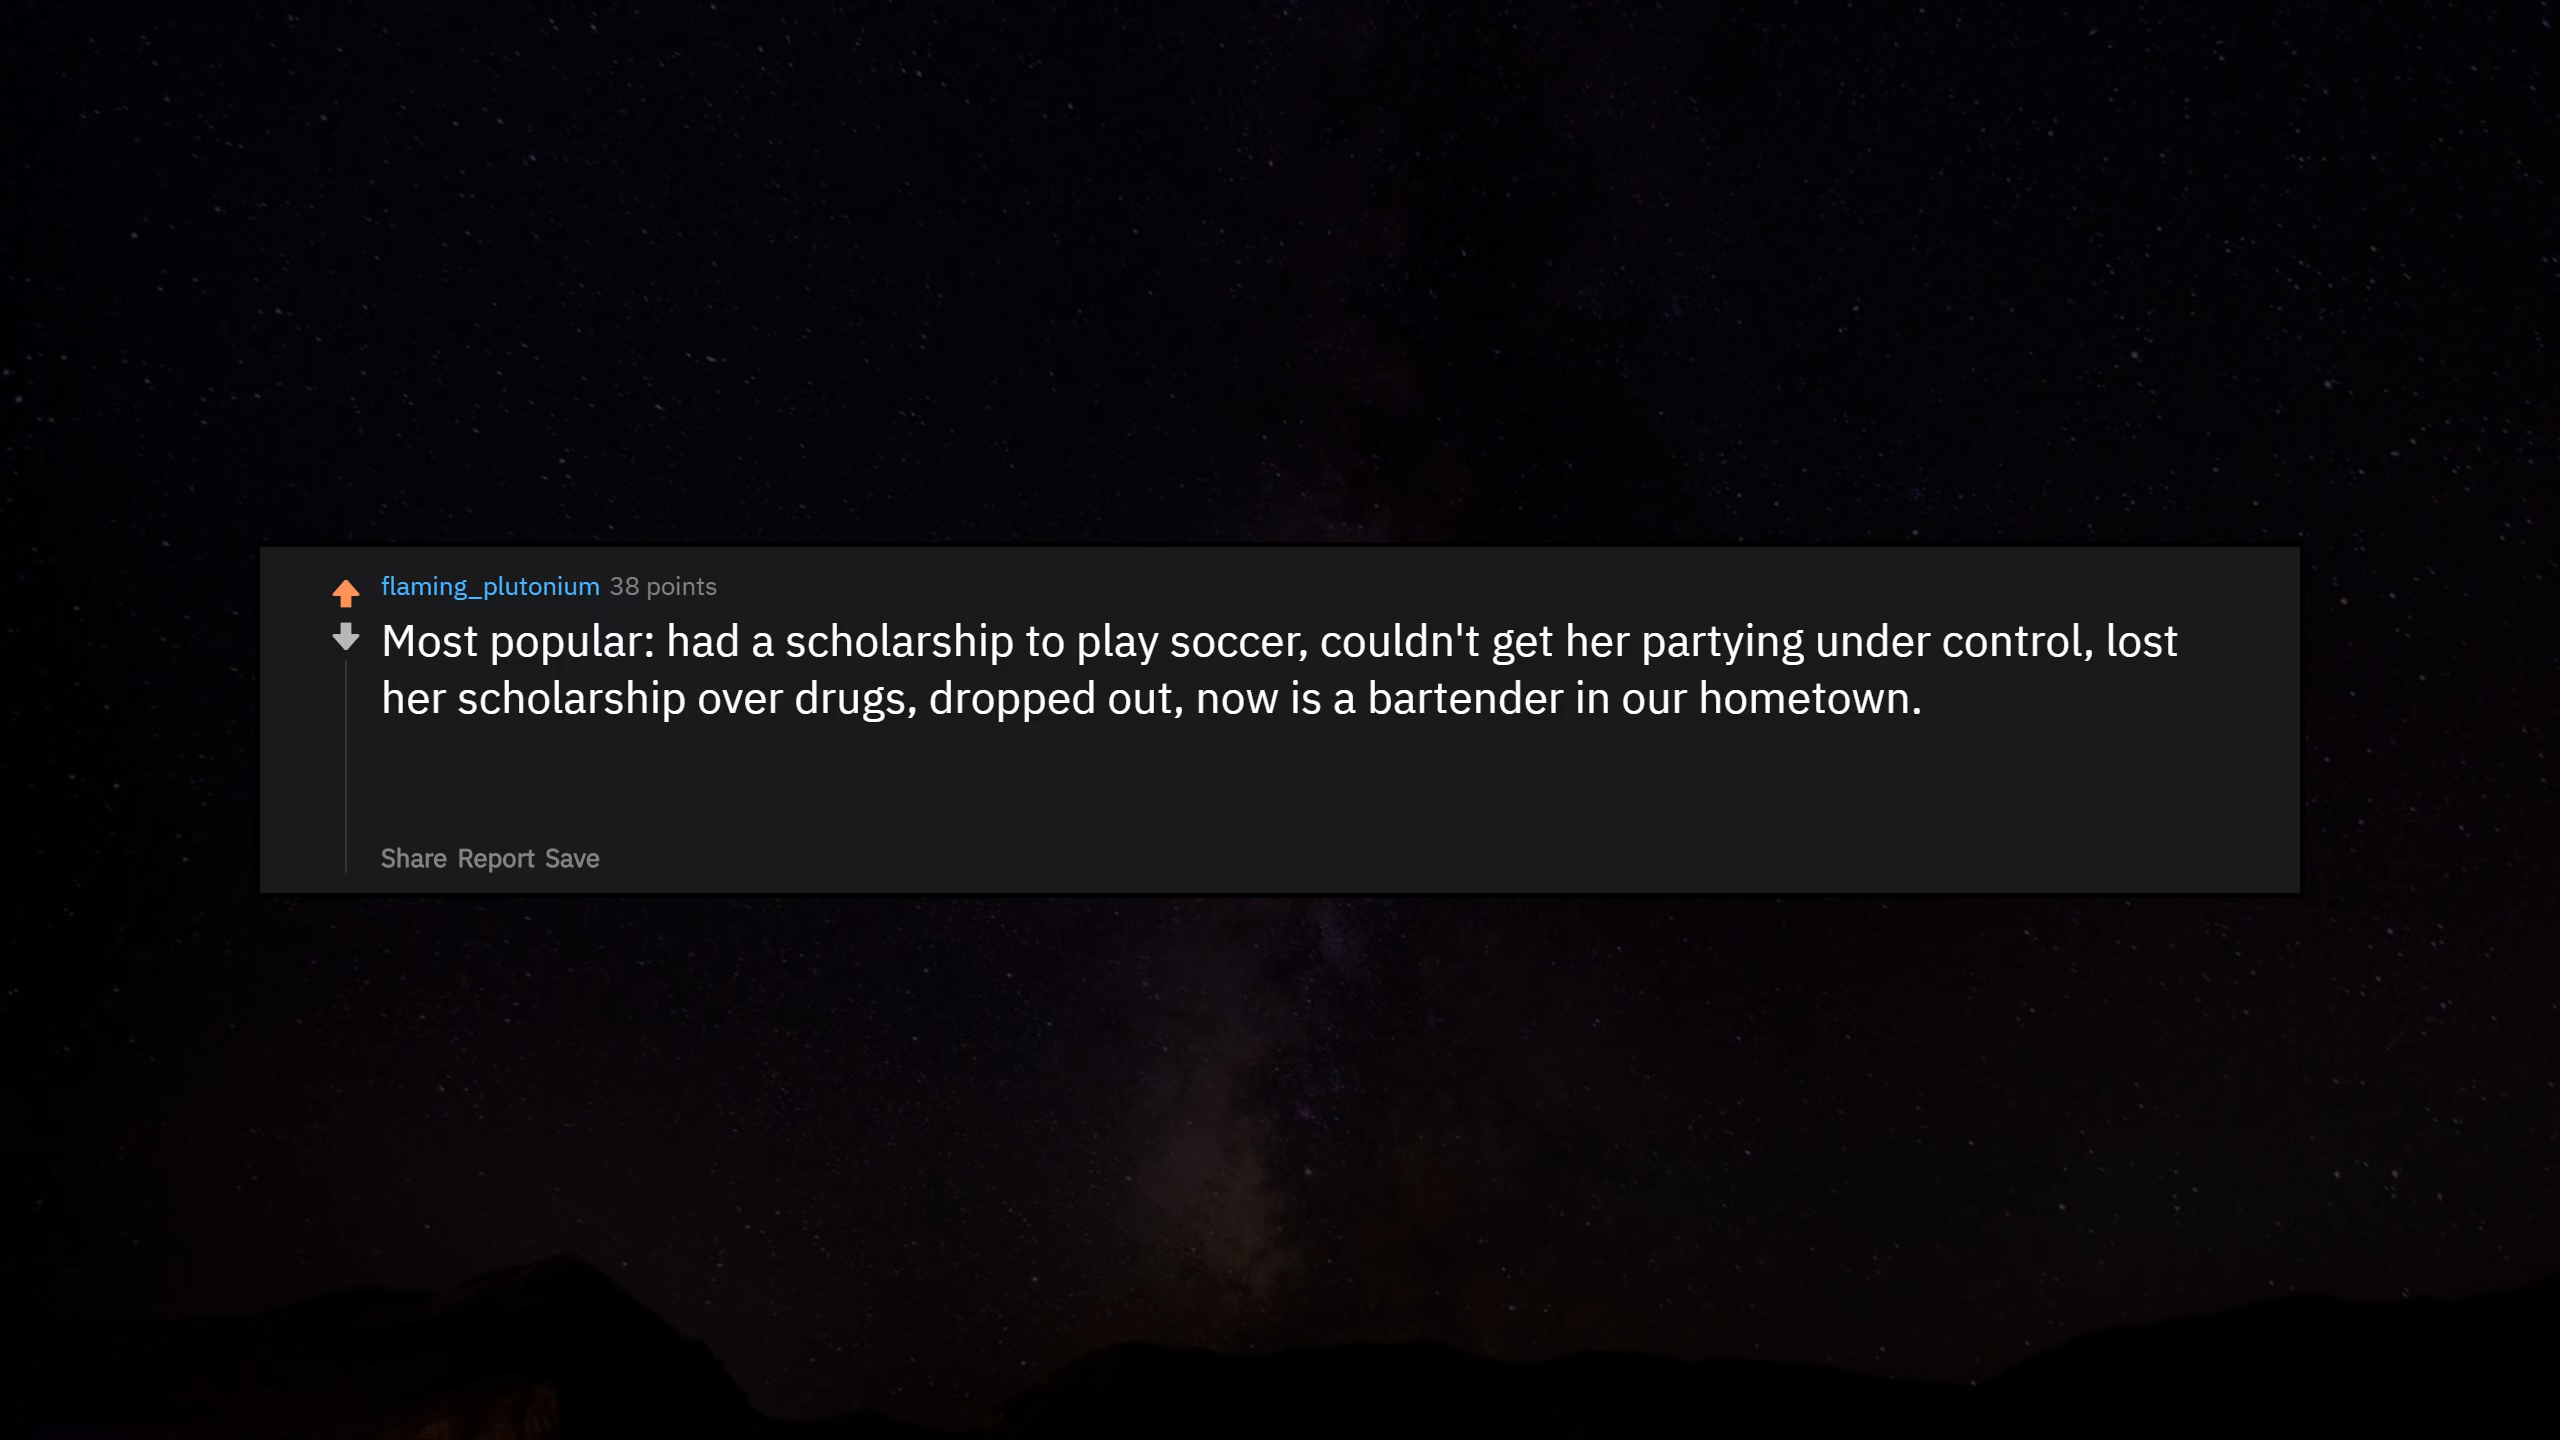 flaming_plutonium 38 points
Most popular: had a scholarship to play soccer, couldn't get her partying under control, lost
her scholarship over drugs, dropped out, now is a bartender in our hometown.
Share Report Save